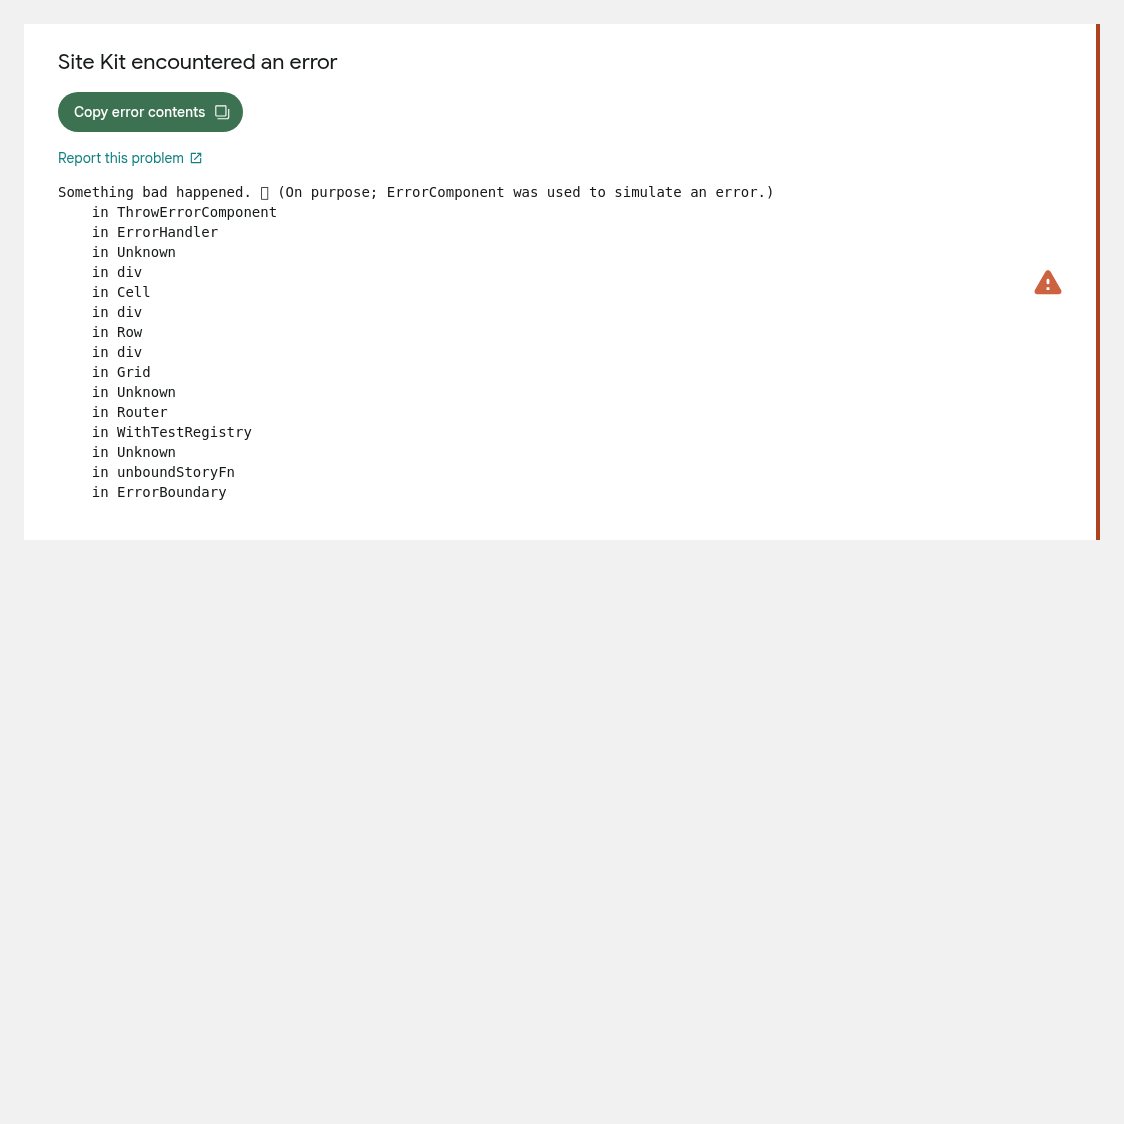 Site Kit encountered an error
Copy error contents
Report this problem
Something bad happened. (On purpose; ErrorComponent was used to simulate an error.)
in ThrowErrorComponent
in ErrorHandler
in Unknown
in div
in Cell
in div
in Row
in div
in Grid
in Unknown
in Router
in WithTestRegistry
in Unknown
in unboundStoryFn
in ErrorBoundary